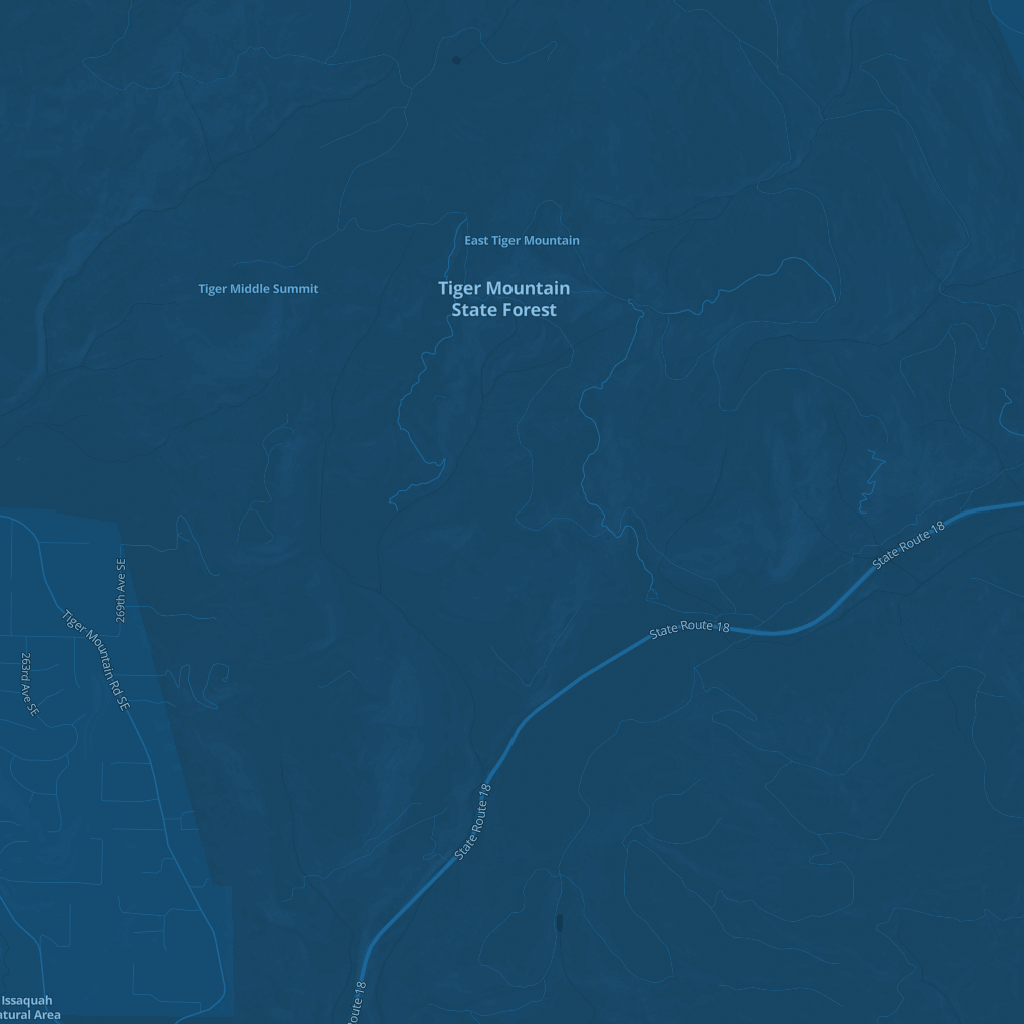 East Tiger Mountain
Tiger Middle Summit
Tiger Mountain
State Forest
State Route 18
269th Ave SE
Tiger Mountain Rd SE
State Route 18
263rd Ave SE
State Route 18
Route 18
Issaquah
atural Area